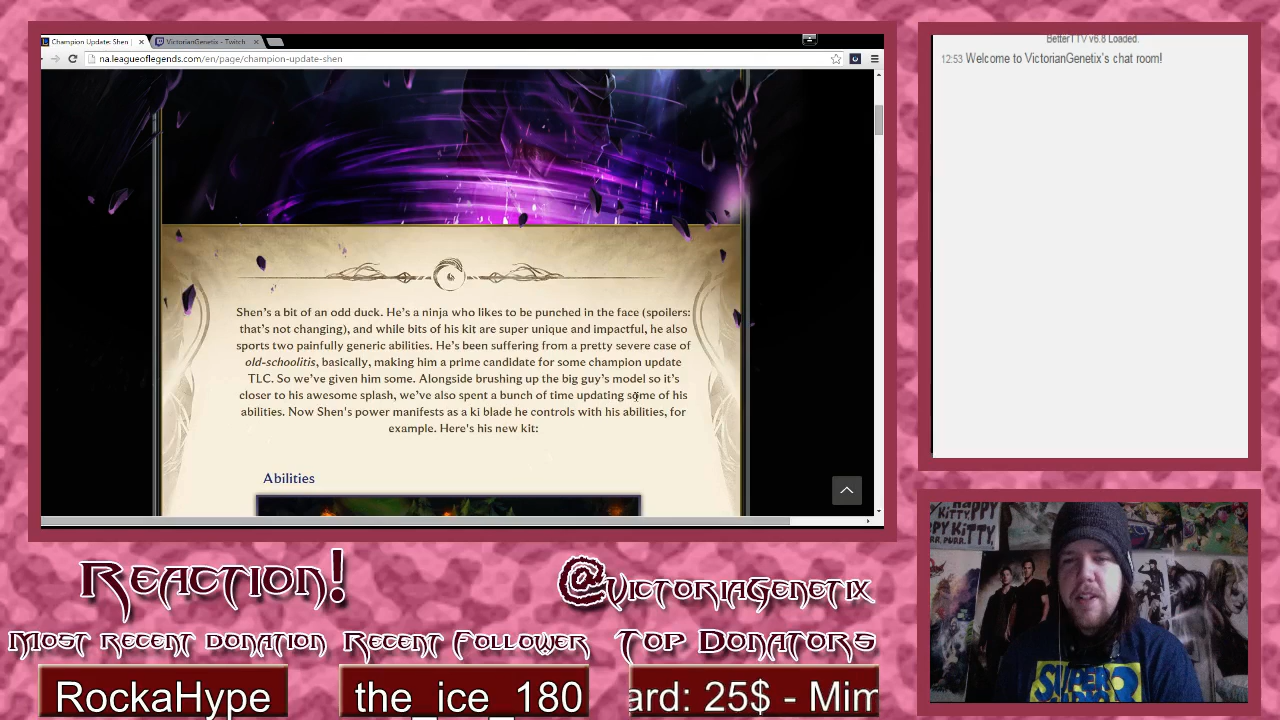 Champion Update: Shen
VictorianGenetix - Twitch
na.leagueoflegends.com/en/page/champion-update-shen
Shen's a bit of an odd duck. He's a ninja who likes to be punched in the face (spoilers:
that's not changing), and while bits of his kit are super unique and impactful, he also
sports two painfully generic abilities. He's been suffering from a pretty severe case of
old-schoolitis, basically, making him a prime candidate for some champion update
TLC. So we've given him some. Alongside brushing up the big guy's model so it's
closer to his awesome splash, we've also spent a bunch of time updating some of his
abilities. Now Shen's power manifests as a ki blade he controls with his abilities, for
example. Here's his new kit:
Abilities
BetterTTV v6.8 Loaded.
12:53 Welcome to VictorianGenetix's chat room!
HAPPY
KITTY,
PURR, PURR.
HAPPY
KITTY
SUPER
Reaction!
@VictoriaGenetix
Most recent donation
Recent Follower
Top Donators
RockaHype
the_ice_180
ard: 25$ - Mim